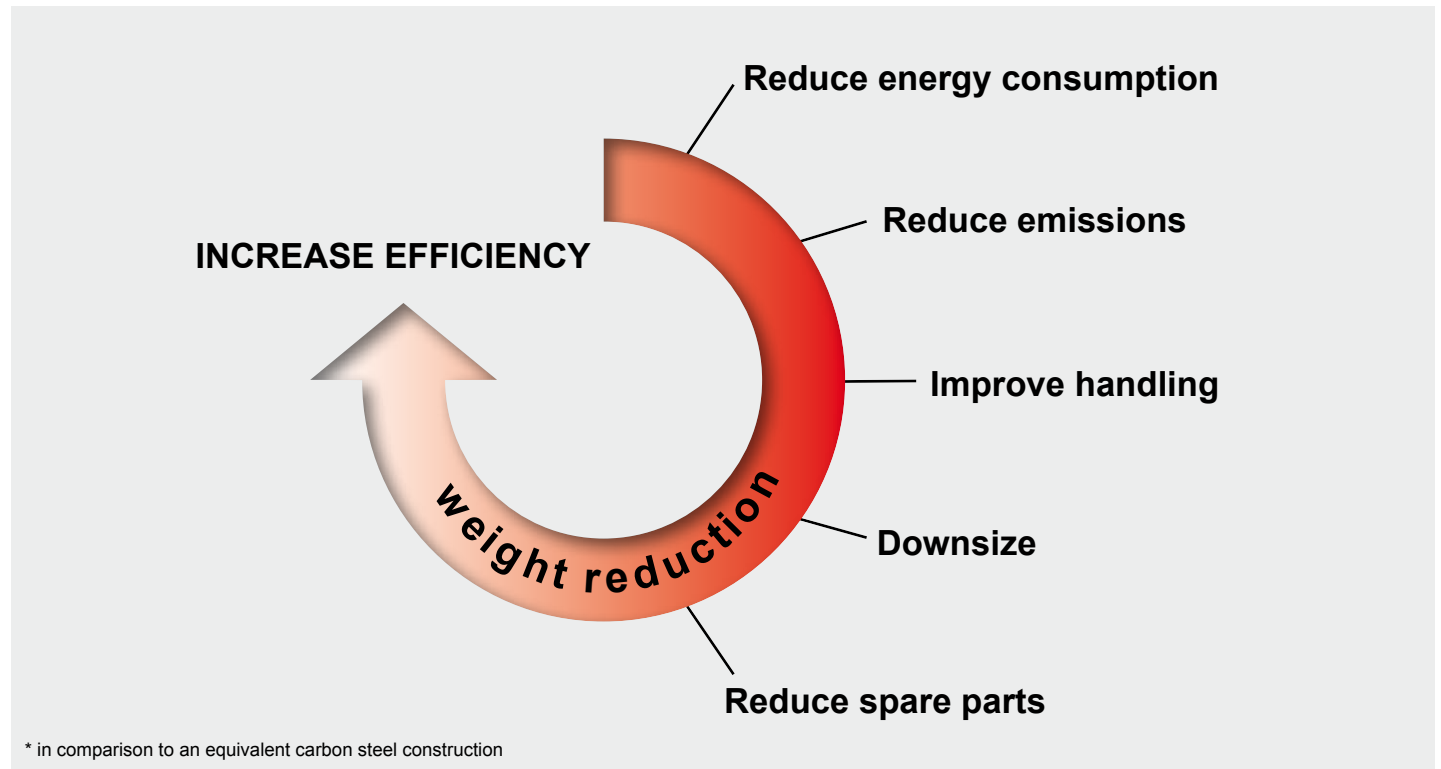 Reduce energy consumption
Reduce emissions
INCREASE EFFICIENCY
Improve handling
weight reduction
Downsize
Reduce spare parts
* in comparison to an equivalent carbon steel construction